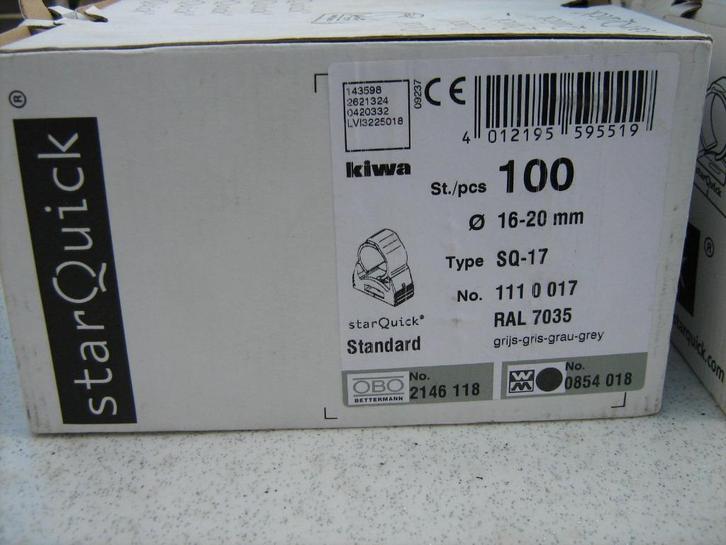 starQuick®
143598
2621324
0420332
LVI3225018
09237
CE
4 012195 595519
kiwa
St./pcs 100
Ø 16-20 mm
Type SQ-17
No. 111 0 017
RAL 7035
grijs-gris-grau-grey
starQuick®
Standard
OBO
BETTERMANN
No.
2146 118
No.
0854 018